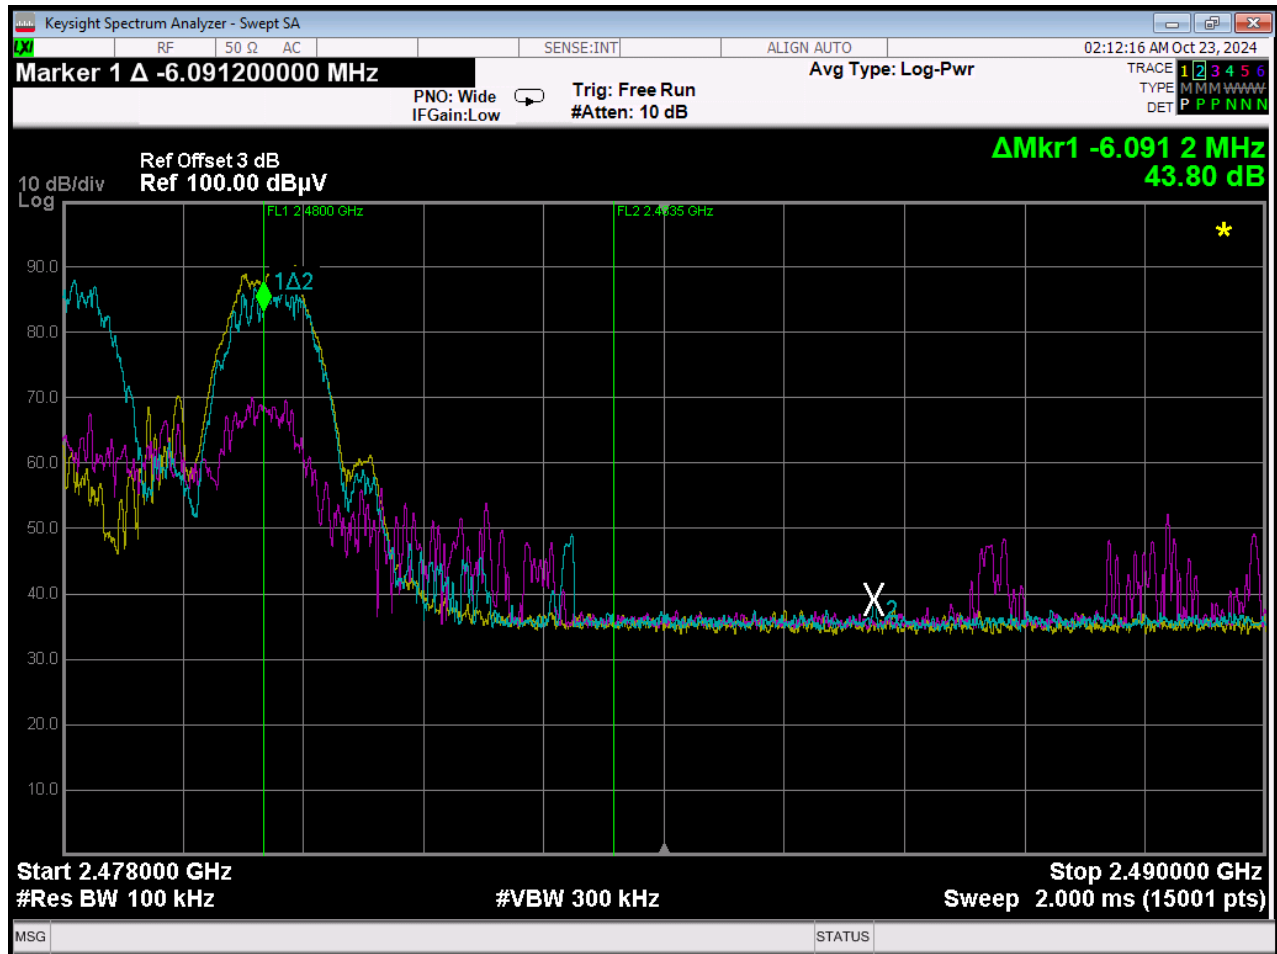 Keysight Spectrum Analyzer - Swept SA
LXI RF 50 Ω AC SENSE:INT ALIGN AUTO 02:12:16 AM Oct 23, 2024
Marker 1 Δ -6.091200000 MHz
Avg Type: Log-Pwr
TRACE 1 2 3 4 5 6
TYPE M M M W W W
DET P P P N N N
PNO: Wide
IFGain:Low
Trig: Free Run
#Atten: 10 dB
ΔMkr1 -6.091 2 MHz
43.80 dB
Ref Offset 3 dB
10 dB/div Ref 100.00 dBµV
Log
FL1 2.4800 GHz FL2 2.4835 GHz
*
90.0
1Δ2
80.0
70.0
60.0
50.0
40.0
X2
30.0
20.0
10.0
Start 2.478000 GHz Stop 2.490000 GHz
#Res BW 100 kHz #VBW 300 kHz Sweep 2.000 ms (15001 pts)
MSG STATUS